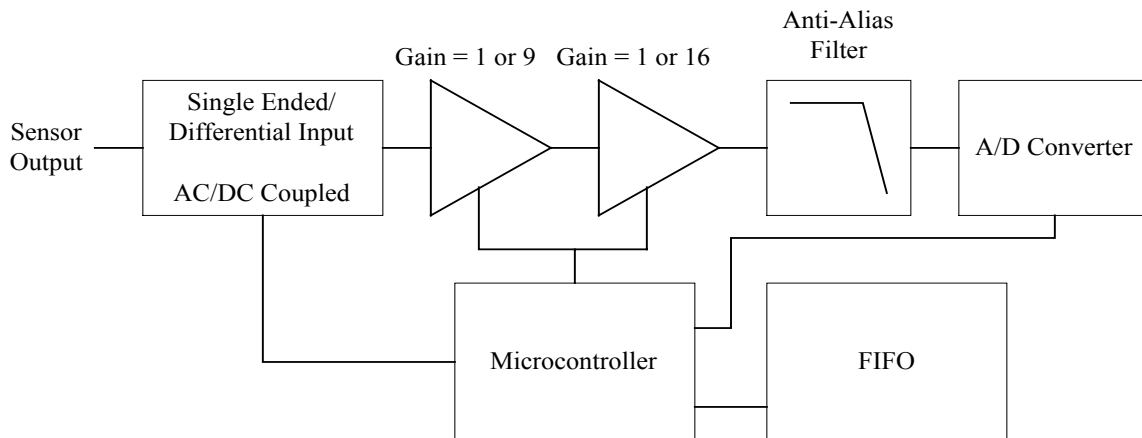 Anti-Alias
Filter
Gain = 1 or 9
Gain = 1 or 16
Single Ended/
Differential Input
AC/DC Coupled
Sensor
Output
A/D Converter
Microcontroller
FIFO